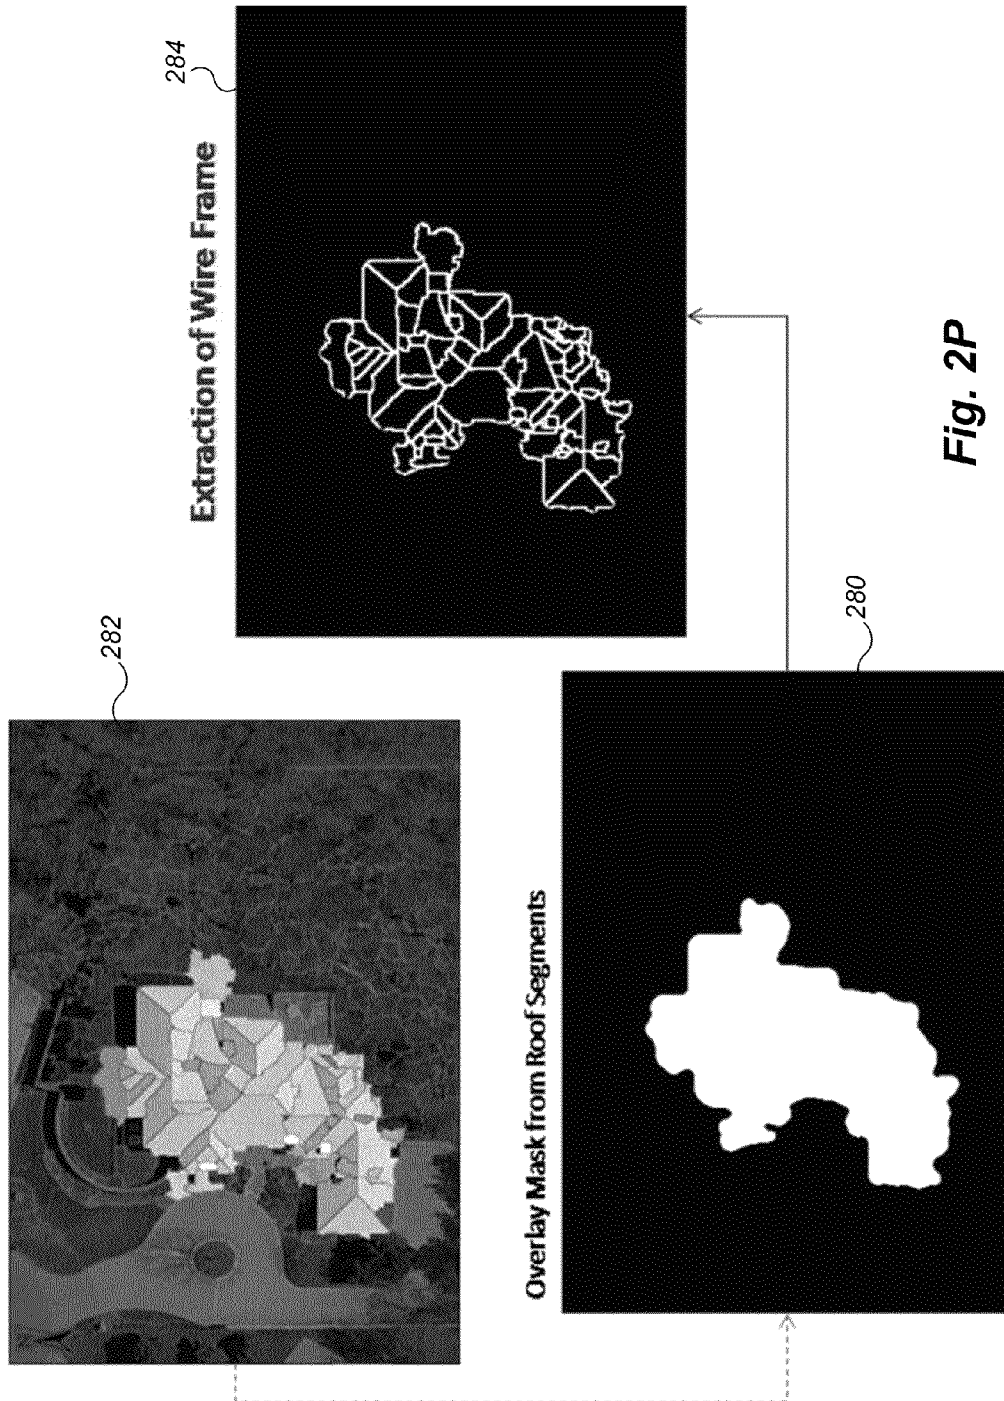 282
Extraction of Wire Frame
284
Overlay Mask from Roof Segments
280
Fig. 2P